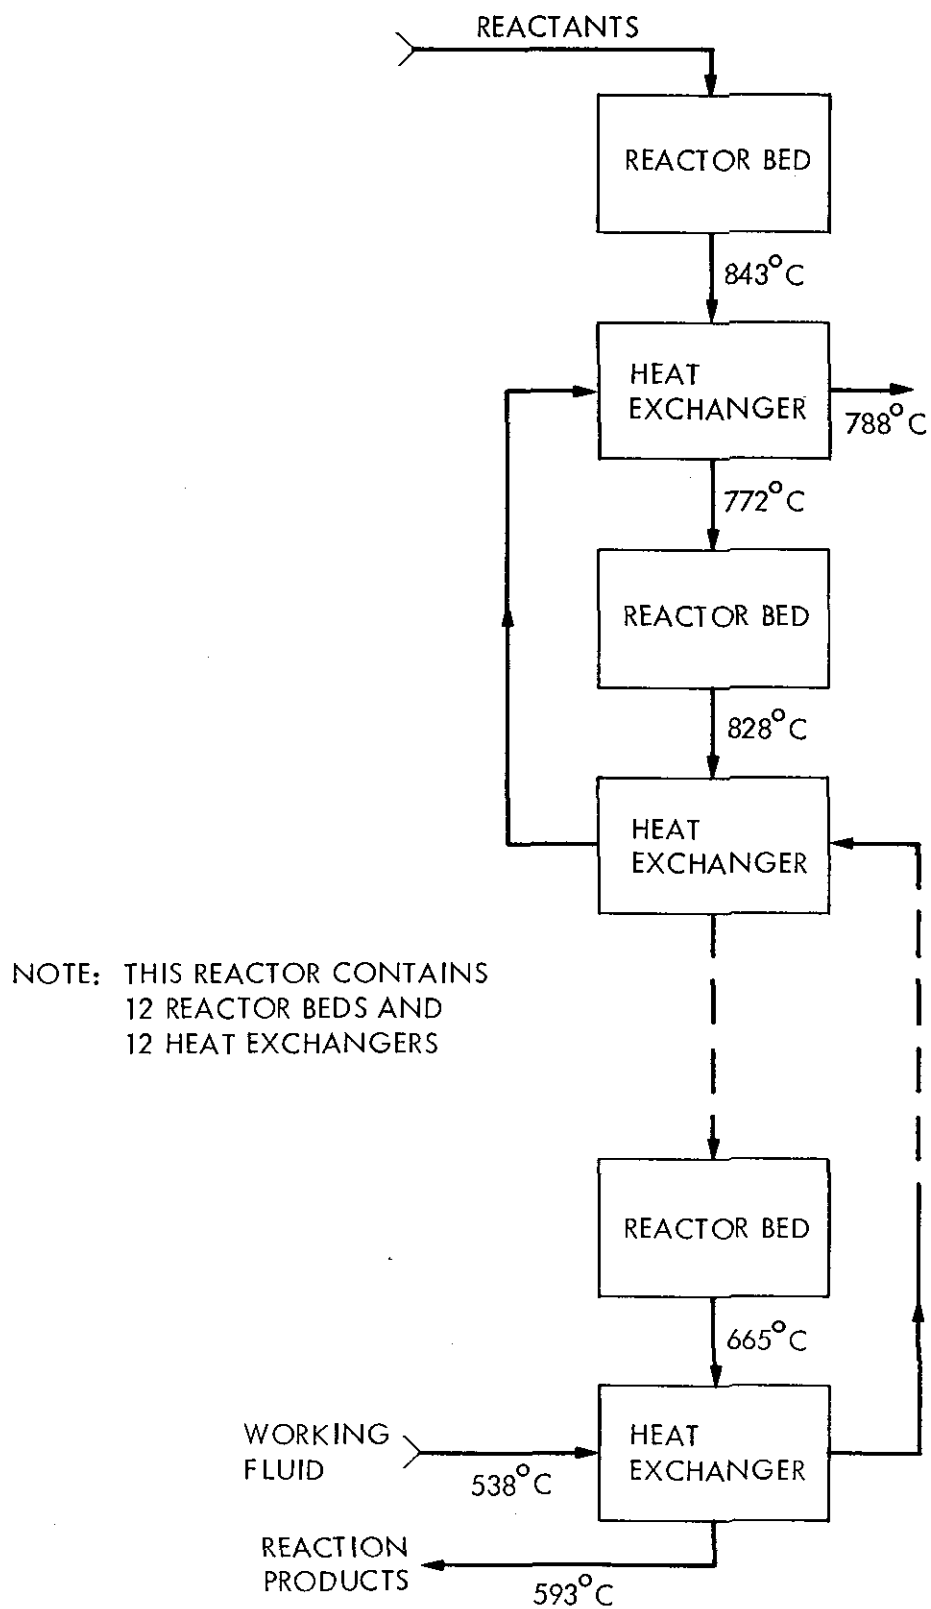 REACTANTS
REACTOR BED
843°C
HEAT
EXCHANGER
788°C
772°C
REACTOR BED
828°C
HEAT
EXCHANGER
NOTE: THIS REACTOR CONTAINS
12 REACTOR BEDS AND
12 HEAT EXCHANGERS
REACTOR BED
665°C
WORKING
FLUID
538°C
HEAT
EXCHANGER
REACTION
PRODUCTS
593°C